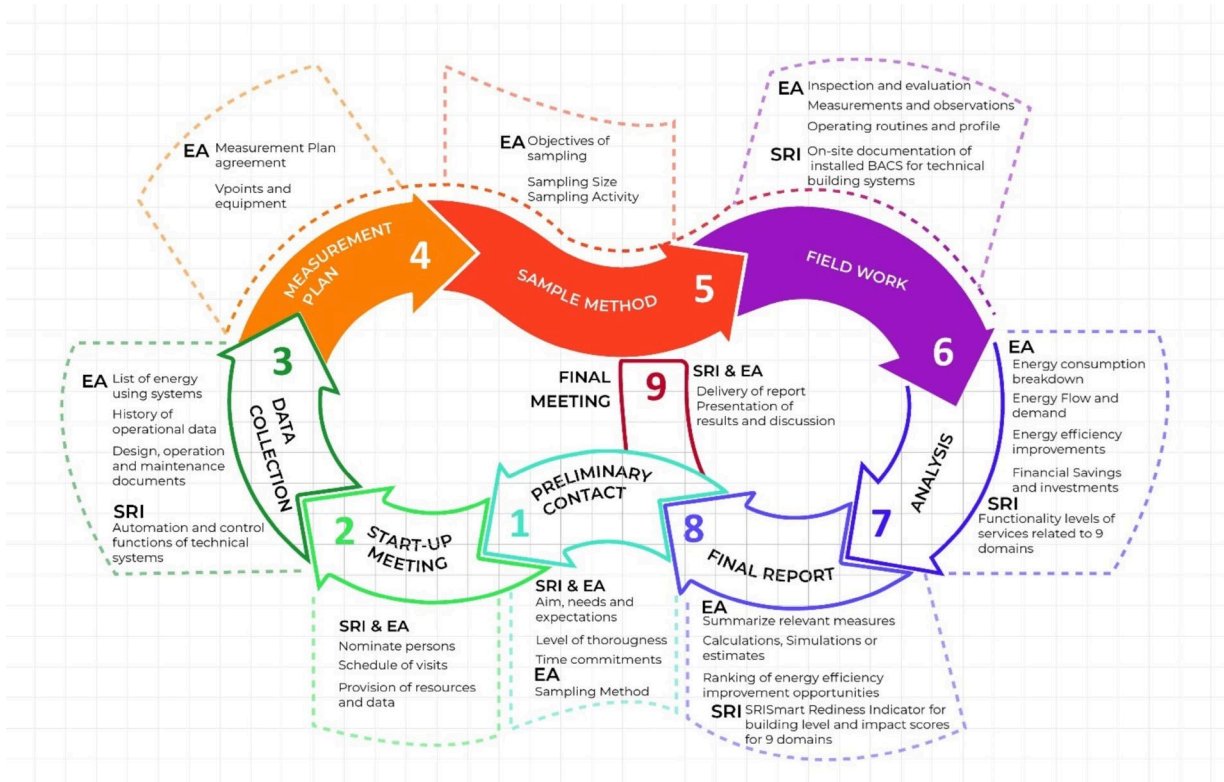 EA Inspection and evaluation
Measurements and observations
Operating routines and profile
SRI On-site documentation of
installed BACS for technical
building systems
EA Objectives of
sampling
Sampling Size
Sampling Activity
EA Measurement Plan
agreement
Vpoints and
equipment
MEASUREMENT
PLAN
4
SAMPLE METHOD
5
FIELD WORK
6
3
DATA
COLLECTION
EA List of energy
using systems
History of
operational data
Design, operation
and maintenance
documents
SRI
Automation and control
functions of technical
systems
FINAL
MEETING
9
SRI & EA
Delivery of report
Presentation of
results and discussion
EA
Energy consumption
breakdown
Energy Flow and
demand
Energy efficiency
improvements
Financial Savings
and investments
SRI
Functionality levels of
services related to 9
domains
ANALYSIS
7
PRELIMINARY
CONTACT
1
2
START-UP
MEETING
8
FINAL REPORT
SRI & EA
Nominate persons
Schedule of visits
Provision of resources
and data
SRI & EA
Aim, needs and
expectations
Level of thorougness
Time commitments
EA
Sampling Method
EA
Summarize relevant measures
Calculations, Simulations or
estimates
Ranking of energy efficiency
improvement opportunities
SRI SRISmart Rediness Indicator for
building level and impact scores
for 9 domains